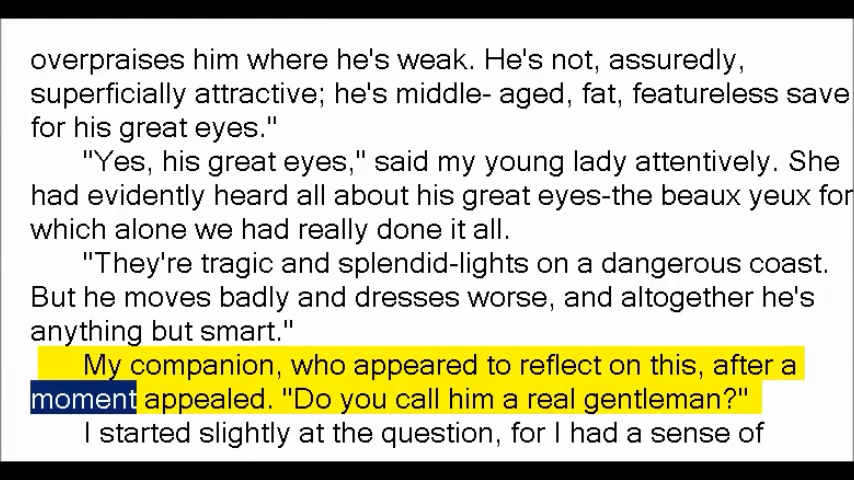 overpraises him where he's weak. He's not, assuredly,
superficially attractive; he's middle- aged, fat, featureless save
for his great eyes."
"Yes, his great eyes," said my young lady attentively. She
had evidently heard all about his great eyes-the beaux yeux for
which alone we had really done it all.
"They're tragic and splendid-lights on a dangerous coast.
But he moves badly and dresses worse, and altogether he's
anything but smart."
My companion, who appeared to reflect on this, after a
moment appealed. "Do you call him a real gentleman?"
I started slightly at the question, for I had a sense of